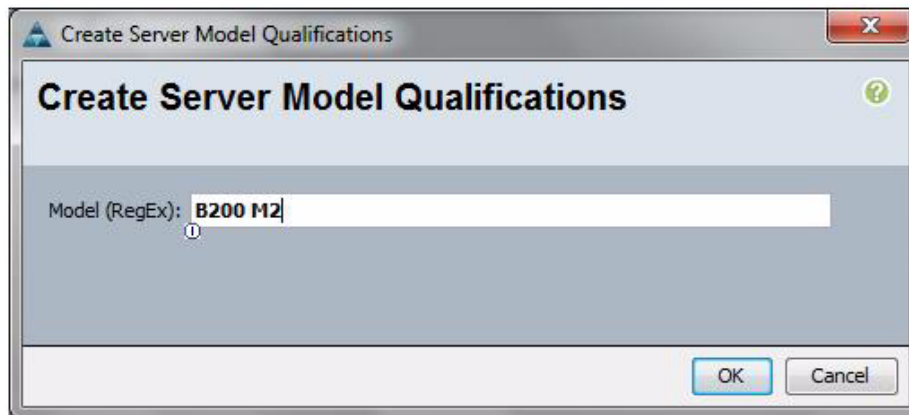 Create Server Model Qualifications
Create Server Model Qualifications
Model (RegEx): B200 M2
OK Cancel